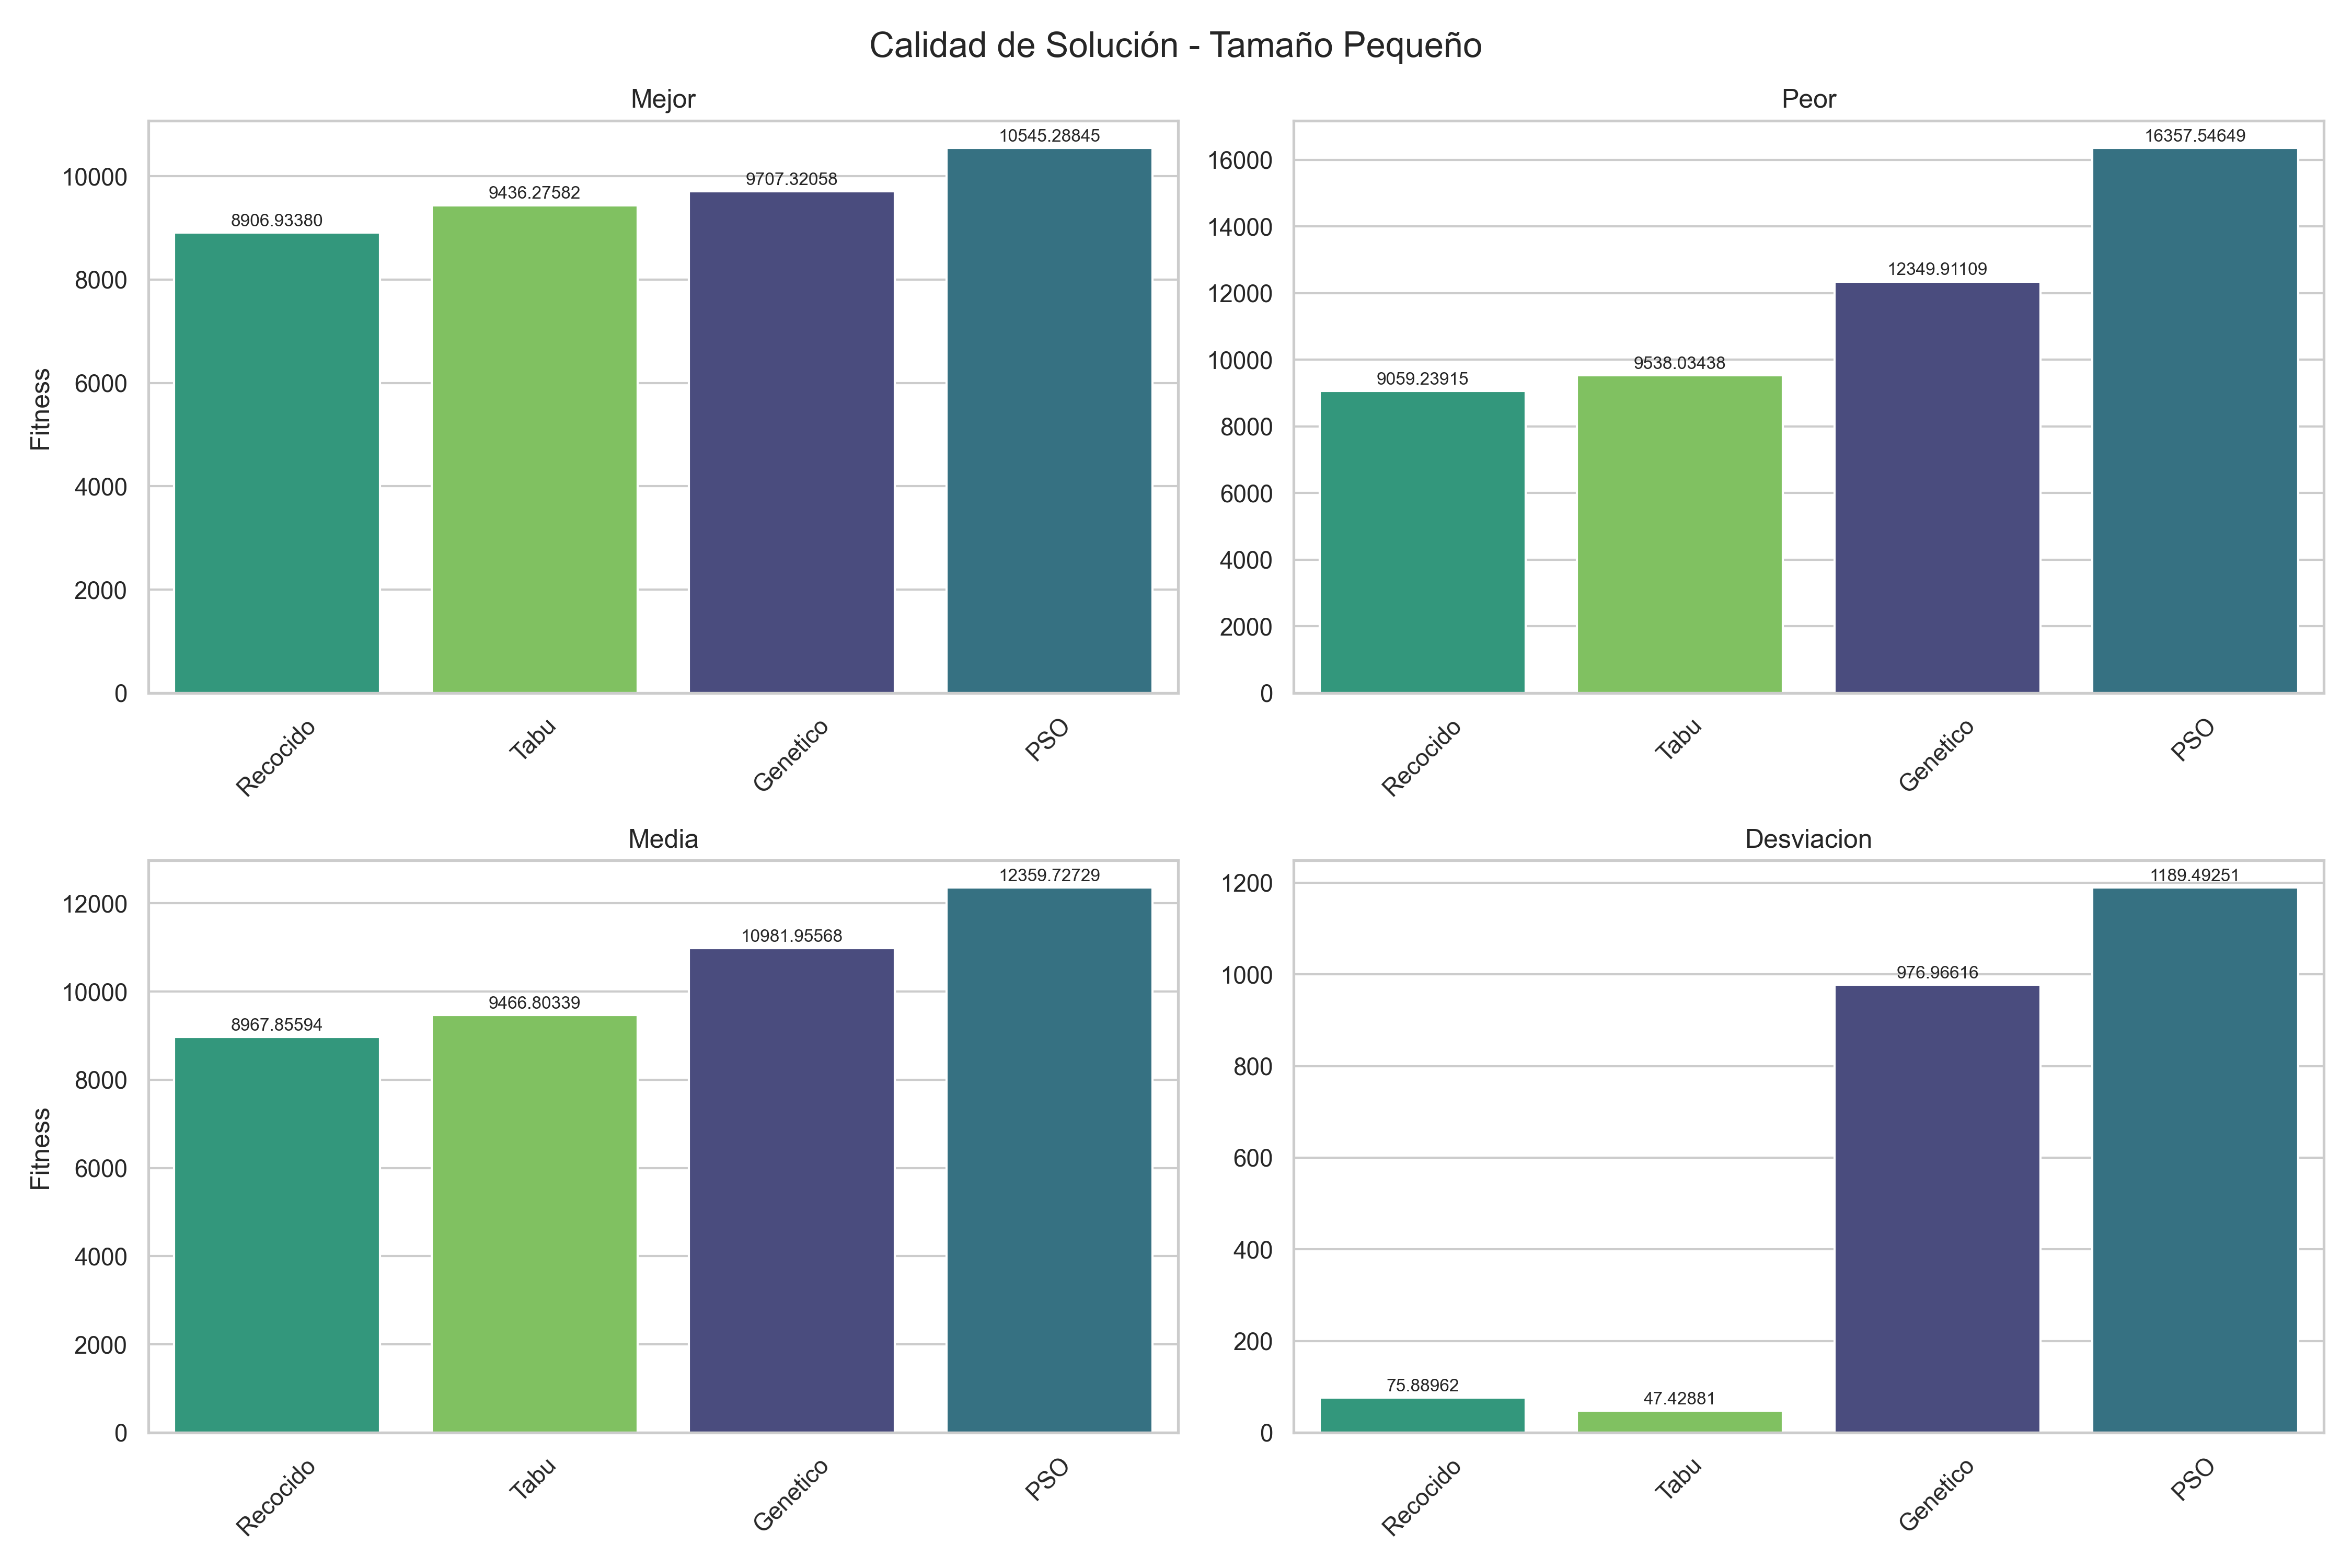 Calidad de Solución - Tamaño Pequeño
Mejor
Fitness
10000
8000
6000
4000
2000
0
8906.93380
9436.27582
9707.32058
10545.28845
Recocido
Tabu
Genetico
PSO
Peor
16000
14000
12000
10000
8000
6000
4000
2000
0
9059.23915
9538.03438
12349.91109
16357.54649
Recocido
Tabu
Genetico
PSO
Media
Fitness
12000
10000
8000
6000
4000
2000
0
8967.85594
9466.80339
10981.95568
12359.72729
Recocido
Tabu
Genetico
PSO
Desviacion
1200
1000
800
600
400
200
0
75.88962
47.42881
976.96616
1189.49251
Recocido
Tabu
Genetico
PSO